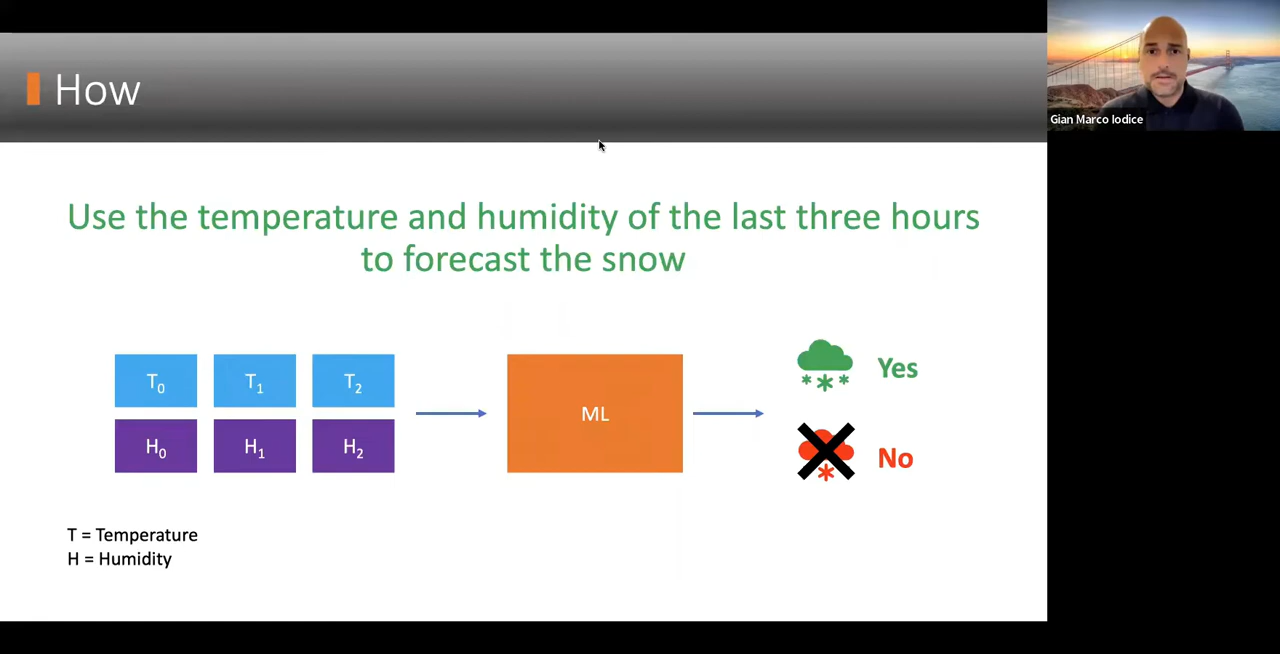 How
Gian Marco Iodice
Use the temperature and humidity of the last three hours
to forecast the snow
T0 T1 T2
H0 H1 H2
ML
Yes
No
T = Temperature
H = Humidity